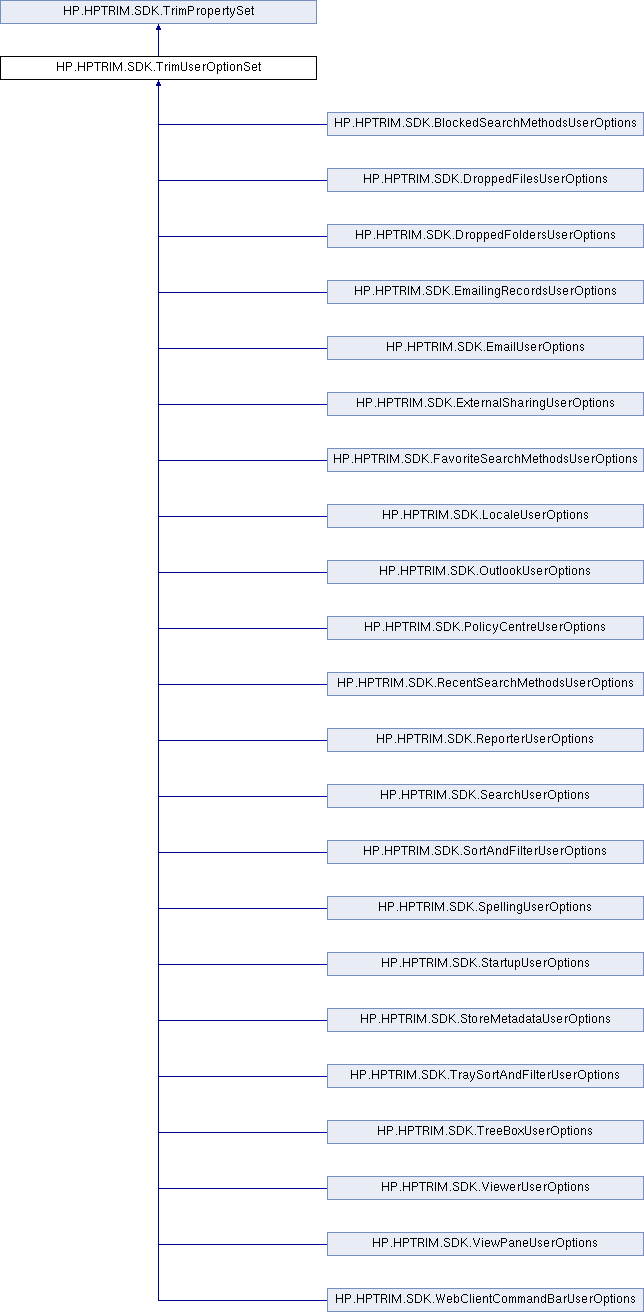 HP.HPTRIM.SDK.TrimPropertySet
HP.HPTRIM.SDK.TrimUserOptionSet
HP.HPTRIM.SDK.BlockedSearchMethodsUserOptions
HP.HPTRIM.SDK.DroppedFilesUserOptions
HP.HPTRIM.SDK.DroppedFoldersUserOptions
HP.HPTRIM.SDK.EmailingRecordsUserOptions
HP.HPTRIM.SDK.EmailUserOptions
HP.HPTRIM.SDK.ExternalSharingUserOptions
HP.HPTRIM.SDK.FavoriteSearchMethodsUserOptions
HP.HPTRIM.SDK.LocaleUserOptions
HP.HPTRIM.SDK.OutlookUserOptions
HP.HPTRIM.SDK.PolicyCentreUserOptions
HP.HPTRIM.SDK.RecentSearchMethodsUserOptions
HP.HPTRIM.SDK.ReporterUserOptions
HP.HPTRIM.SDK.SearchUserOptions
HP.HPTRIM.SDK.SortAndFilterUserOptions
HP.HPTRIM.SDK.SpellingUserOptions
HP.HPTRIM.SDK.StartupUserOptions
HP.HPTRIM.SDK.StoreMetadataUserOptions
HP.HPTRIM.SDK.TraySortAndFilterUserOptions
HP.HPTRIM.SDK.TreeBoxUserOptions
HP.HPTRIM.SDK.ViewerUserOptions
HP.HPTRIM.SDK.ViewPaneUserOptions
HP.HPTRIM.SDK.WebClientCommandBarUserOptions